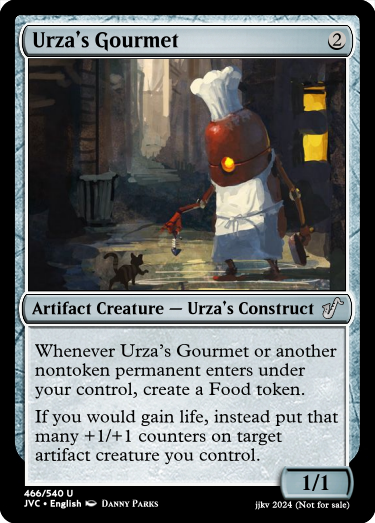 Urza's Gourmet
2
Artifact Creature — Urza's Construct
Whenever Urza's Gourmet or another
nontoken permanent enters under
your control, create a Food token.
If you would gain life, instead put that
many +1/+1 counters on target
artifact creature you control.
1/1
466/540 U
JVC • English DANNY PARKS
jjkv 2024 (Not for sale)